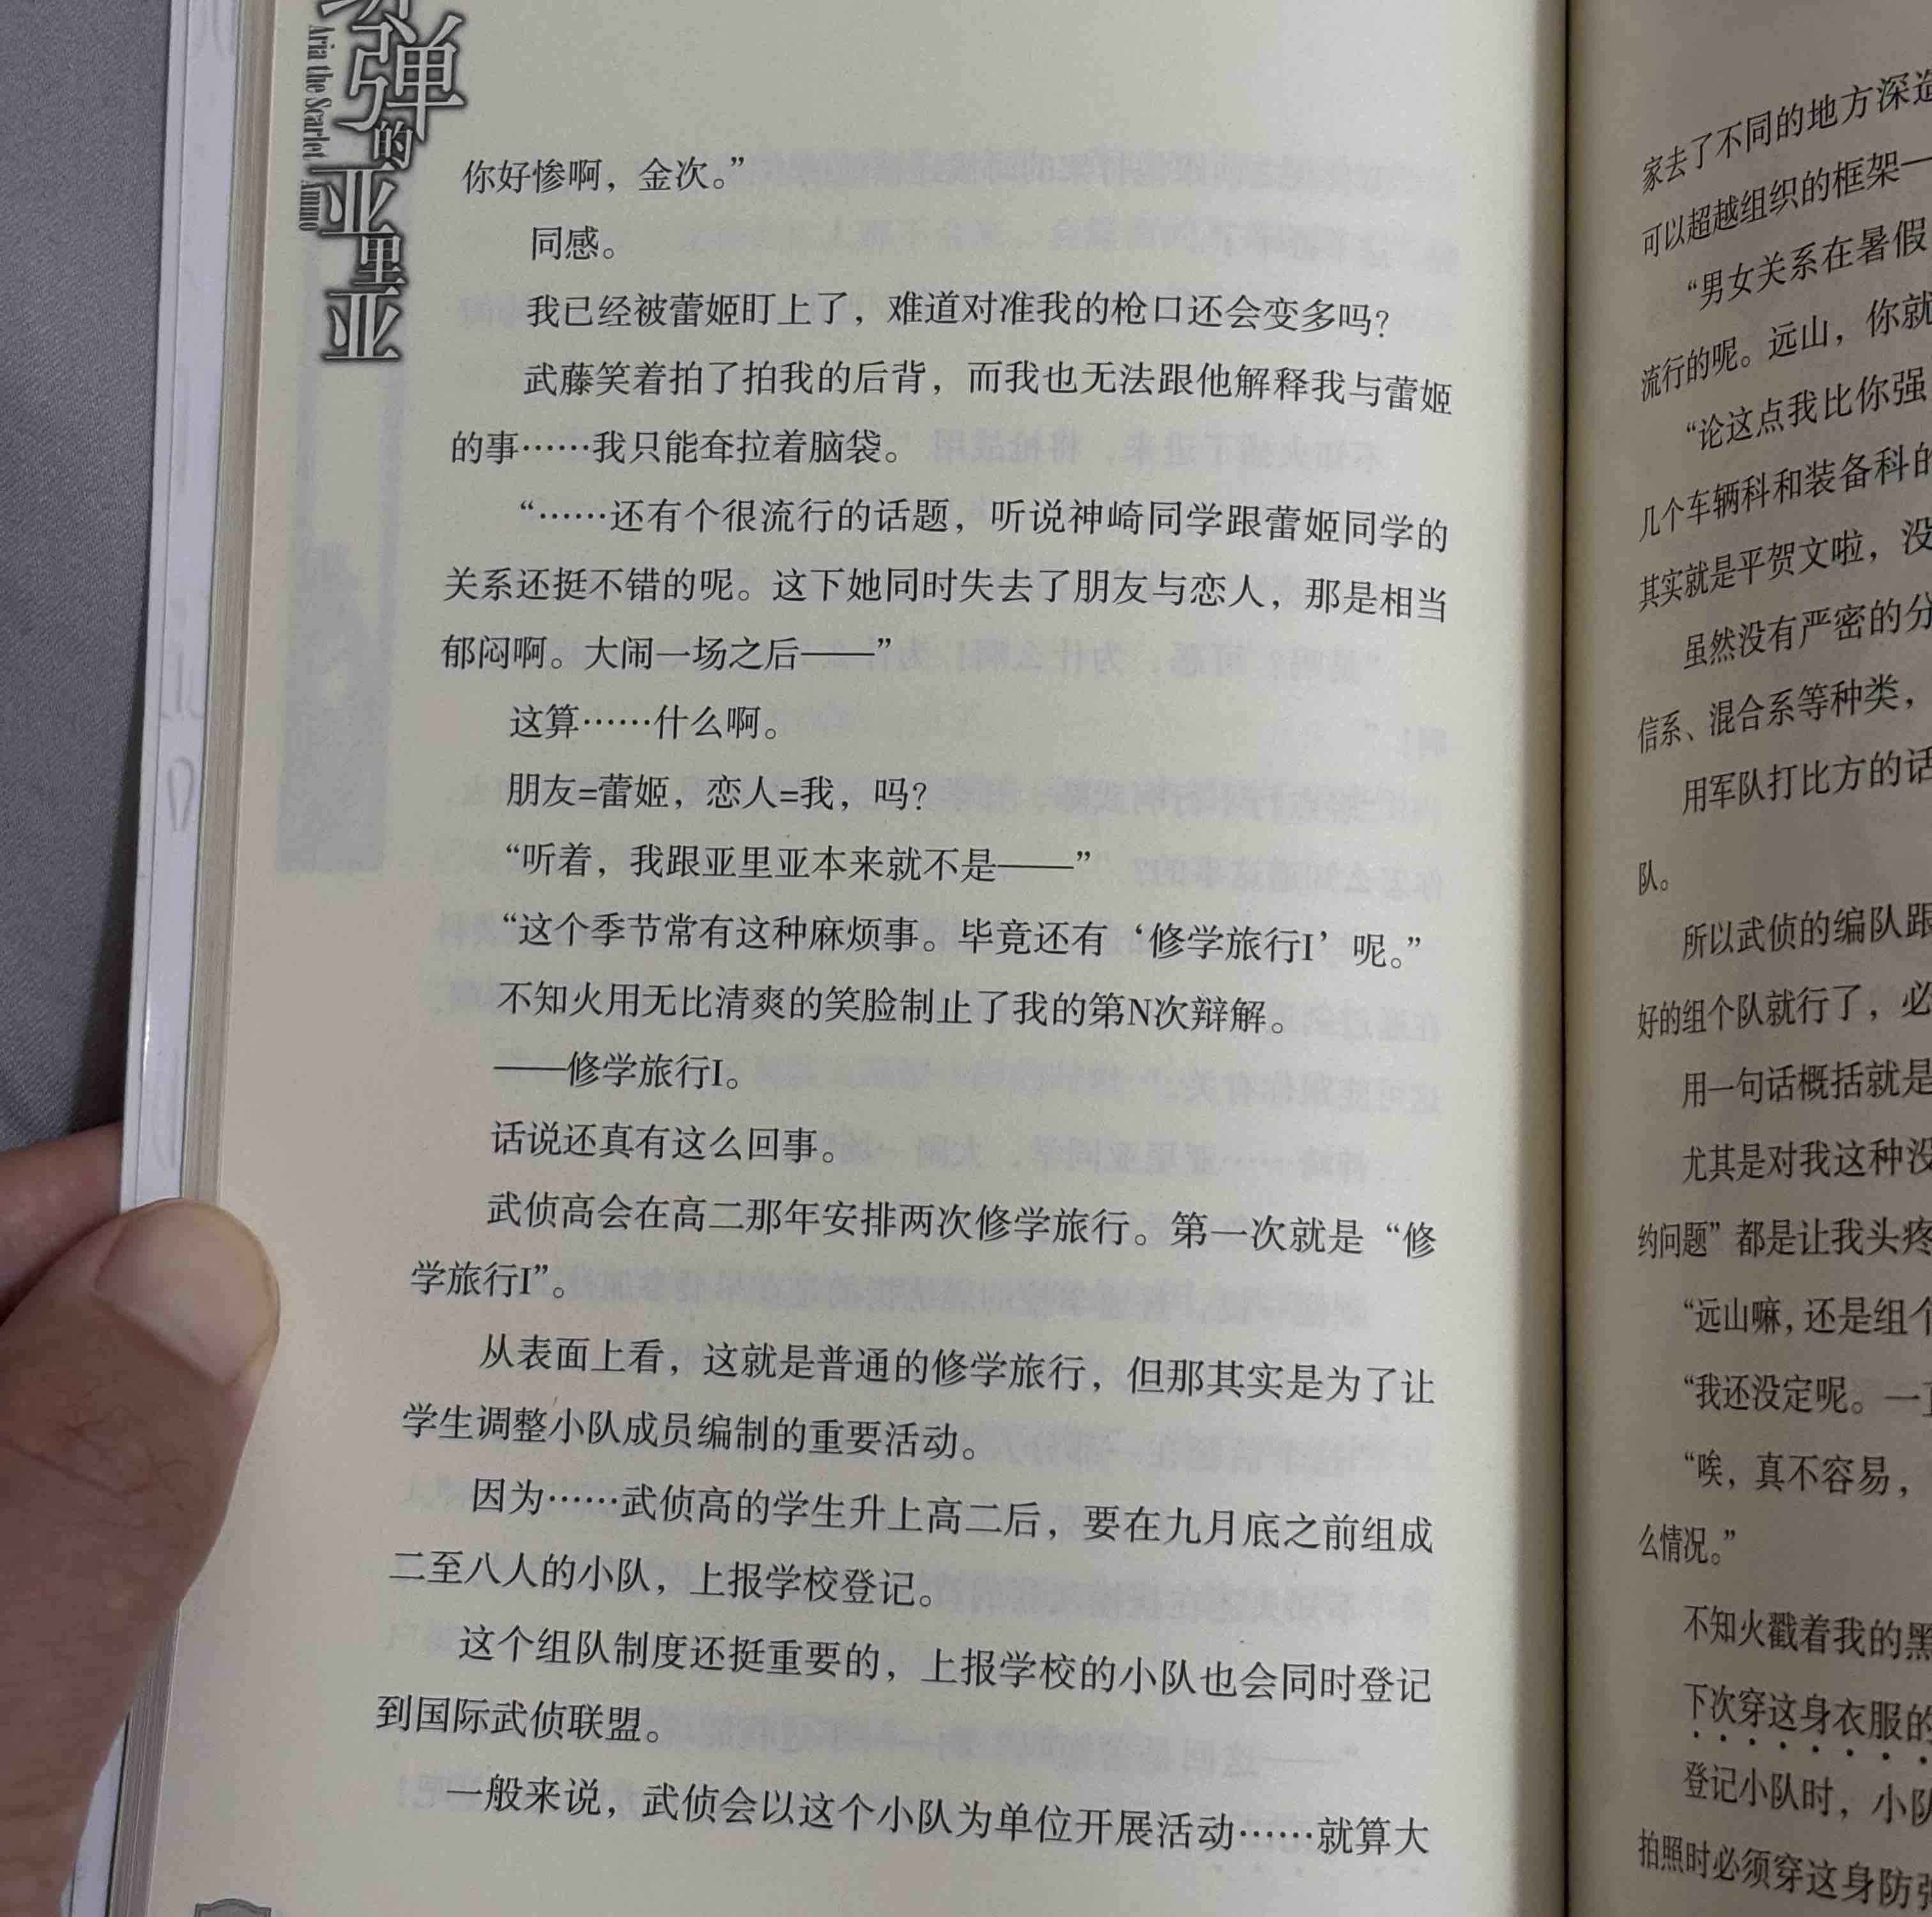 弹的亚里亚
Aria the Scarlet Ammo
你好惨啊，金次。”
同感。
我已经被蕾姬盯上了，难道对准我的枪口还会变多吗？
武藤笑着拍了拍我的后背，而我也无法跟他解释我与蕾姬
的事……我只能耷拉着脑袋。
“……还有个很流行的话题，听说神崎同学跟蕾姬同学的
关系还挺不错的呢。这下她同时失去了朋友与恋人，那是相当
郁闷啊。大闹一场之后——”
这算……什么啊。
朋友=蕾姬，恋人=我，吗？
“听着，我跟亚里亚本来就不是——”
“这个季节常有这种麻烦事。毕竟还有‘修学旅行I’呢。”
不知火用无比清爽的笑脸制止了我的第N次辩解。
——修学旅行I。
话说还真有这么回事。
武侦高会在高二那年安排两次修学旅行。第一次就是“修
学旅行I”。
从表面上看，这就是普通的修学旅行，但那其实是为了让
学生调整小队成员编制的重要活动。
因为……武侦高的学生升上高二后，要在九月底之前组成
二至八人的小队，上报学校登记。
这个组队制度还挺重要的，上报学校的小队也会同时登记
到国际武侦联盟。
一般来说，武侦会以这个小队为单位开展活动……就算大
家去了不同的地方深造
可以超越组织的框架—
“男女关系在暑假
流行的呢。远山，你就
“论这点我比你强
几个车辆科和装备科的
其实就是平贺文啦，没
虽然没有严密的分
信系、混合系等种类，
用军队打比方的话
队。
所以武侦的编队跟
好的组个队就行了，必
用一句话概括就是
尤其是对我这种没
约问题”都是让我头疼
“远山嘛，还是组个
“我还没定呢。一直
“唉，真不容易，
么情况。”
不知火戳着我的黑
下次穿这身衣服的
登记小队时，小队
拍照时必须穿这身防弹